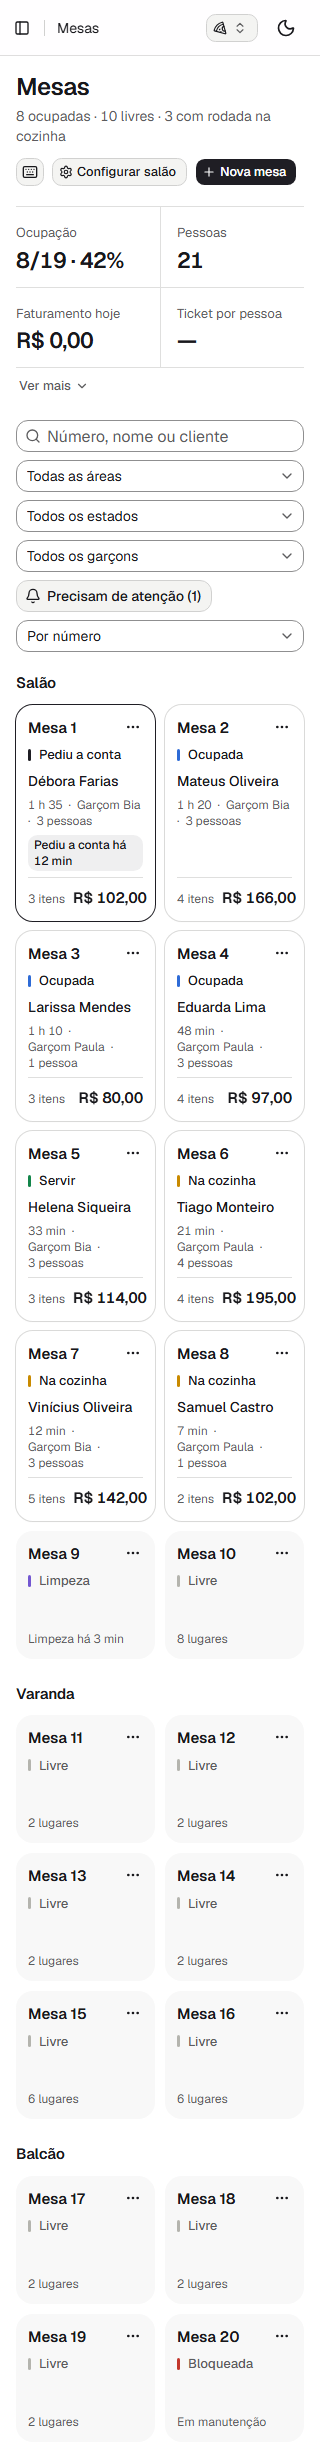 Mesas
Mesas
8 ocupadas · 10 livres · 3 com rodada na
cozinha
Configurar salão
Nova mesa
Ocupação
8/19 · 42%
Pessoas
21
Faturamento hoje
R$ 0,00
Ticket por pessoa
—
Ver mais
Número, nome ou cliente
Todas as áreas
Todos os estados
Todos os garçons
Precisam de atenção (1)
Por número
Salão
Mesa 1
Pediu a conta
Débora Farias
1 h 35 · Garçom Bia
· 3 pessoas
Pediu a conta há
12 min
3 itens R$ 102,00
Mesa 2
Ocupada
Mateus Oliveira
1 h 20 · Garçom Bia
· 3 pessoas
4 itens R$ 166,00
Mesa 3
Ocupada
Larissa Mendes
1 h 10 ·
Garçom Paula ·
1 pessoa
3 itens R$ 80,00
Mesa 4
Ocupada
Eduarda Lima
48 min ·
Garçom Paula ·
3 pessoas
4 itens R$ 97,00
Mesa 5
Servir
Helena Siqueira
33 min ·
Garçom Bia ·
3 pessoas
3 itens R$ 114,00
Mesa 6
Na cozinha
Tiago Monteiro
21 min ·
Garçom Paula ·
4 pessoas
4 itens R$ 195,00
Mesa 7
Na cozinha
Vinícius Oliveira
12 min ·
Garçom Bia ·
3 pessoas
5 itens R$ 142,00
Mesa 8
Na cozinha
Samuel Castro
7 min ·
Garçom Paula ·
1 pessoa
2 itens R$ 102,00
Mesa 9
Limpeza
Limpeza há 3 min
Mesa 10
Livre
8 lugares
Varanda
Mesa 11
Livre
2 lugares
Mesa 12
Livre
2 lugares
Mesa 13
Livre
2 lugares
Mesa 14
Livre
2 lugares
Mesa 15
Livre
6 lugares
Mesa 16
Livre
6 lugares
Balcão
Mesa 17
Livre
2 lugares
Mesa 18
Livre
2 lugares
Mesa 19
Livre
2 lugares
Mesa 20
Bloqueada
Em manutenção